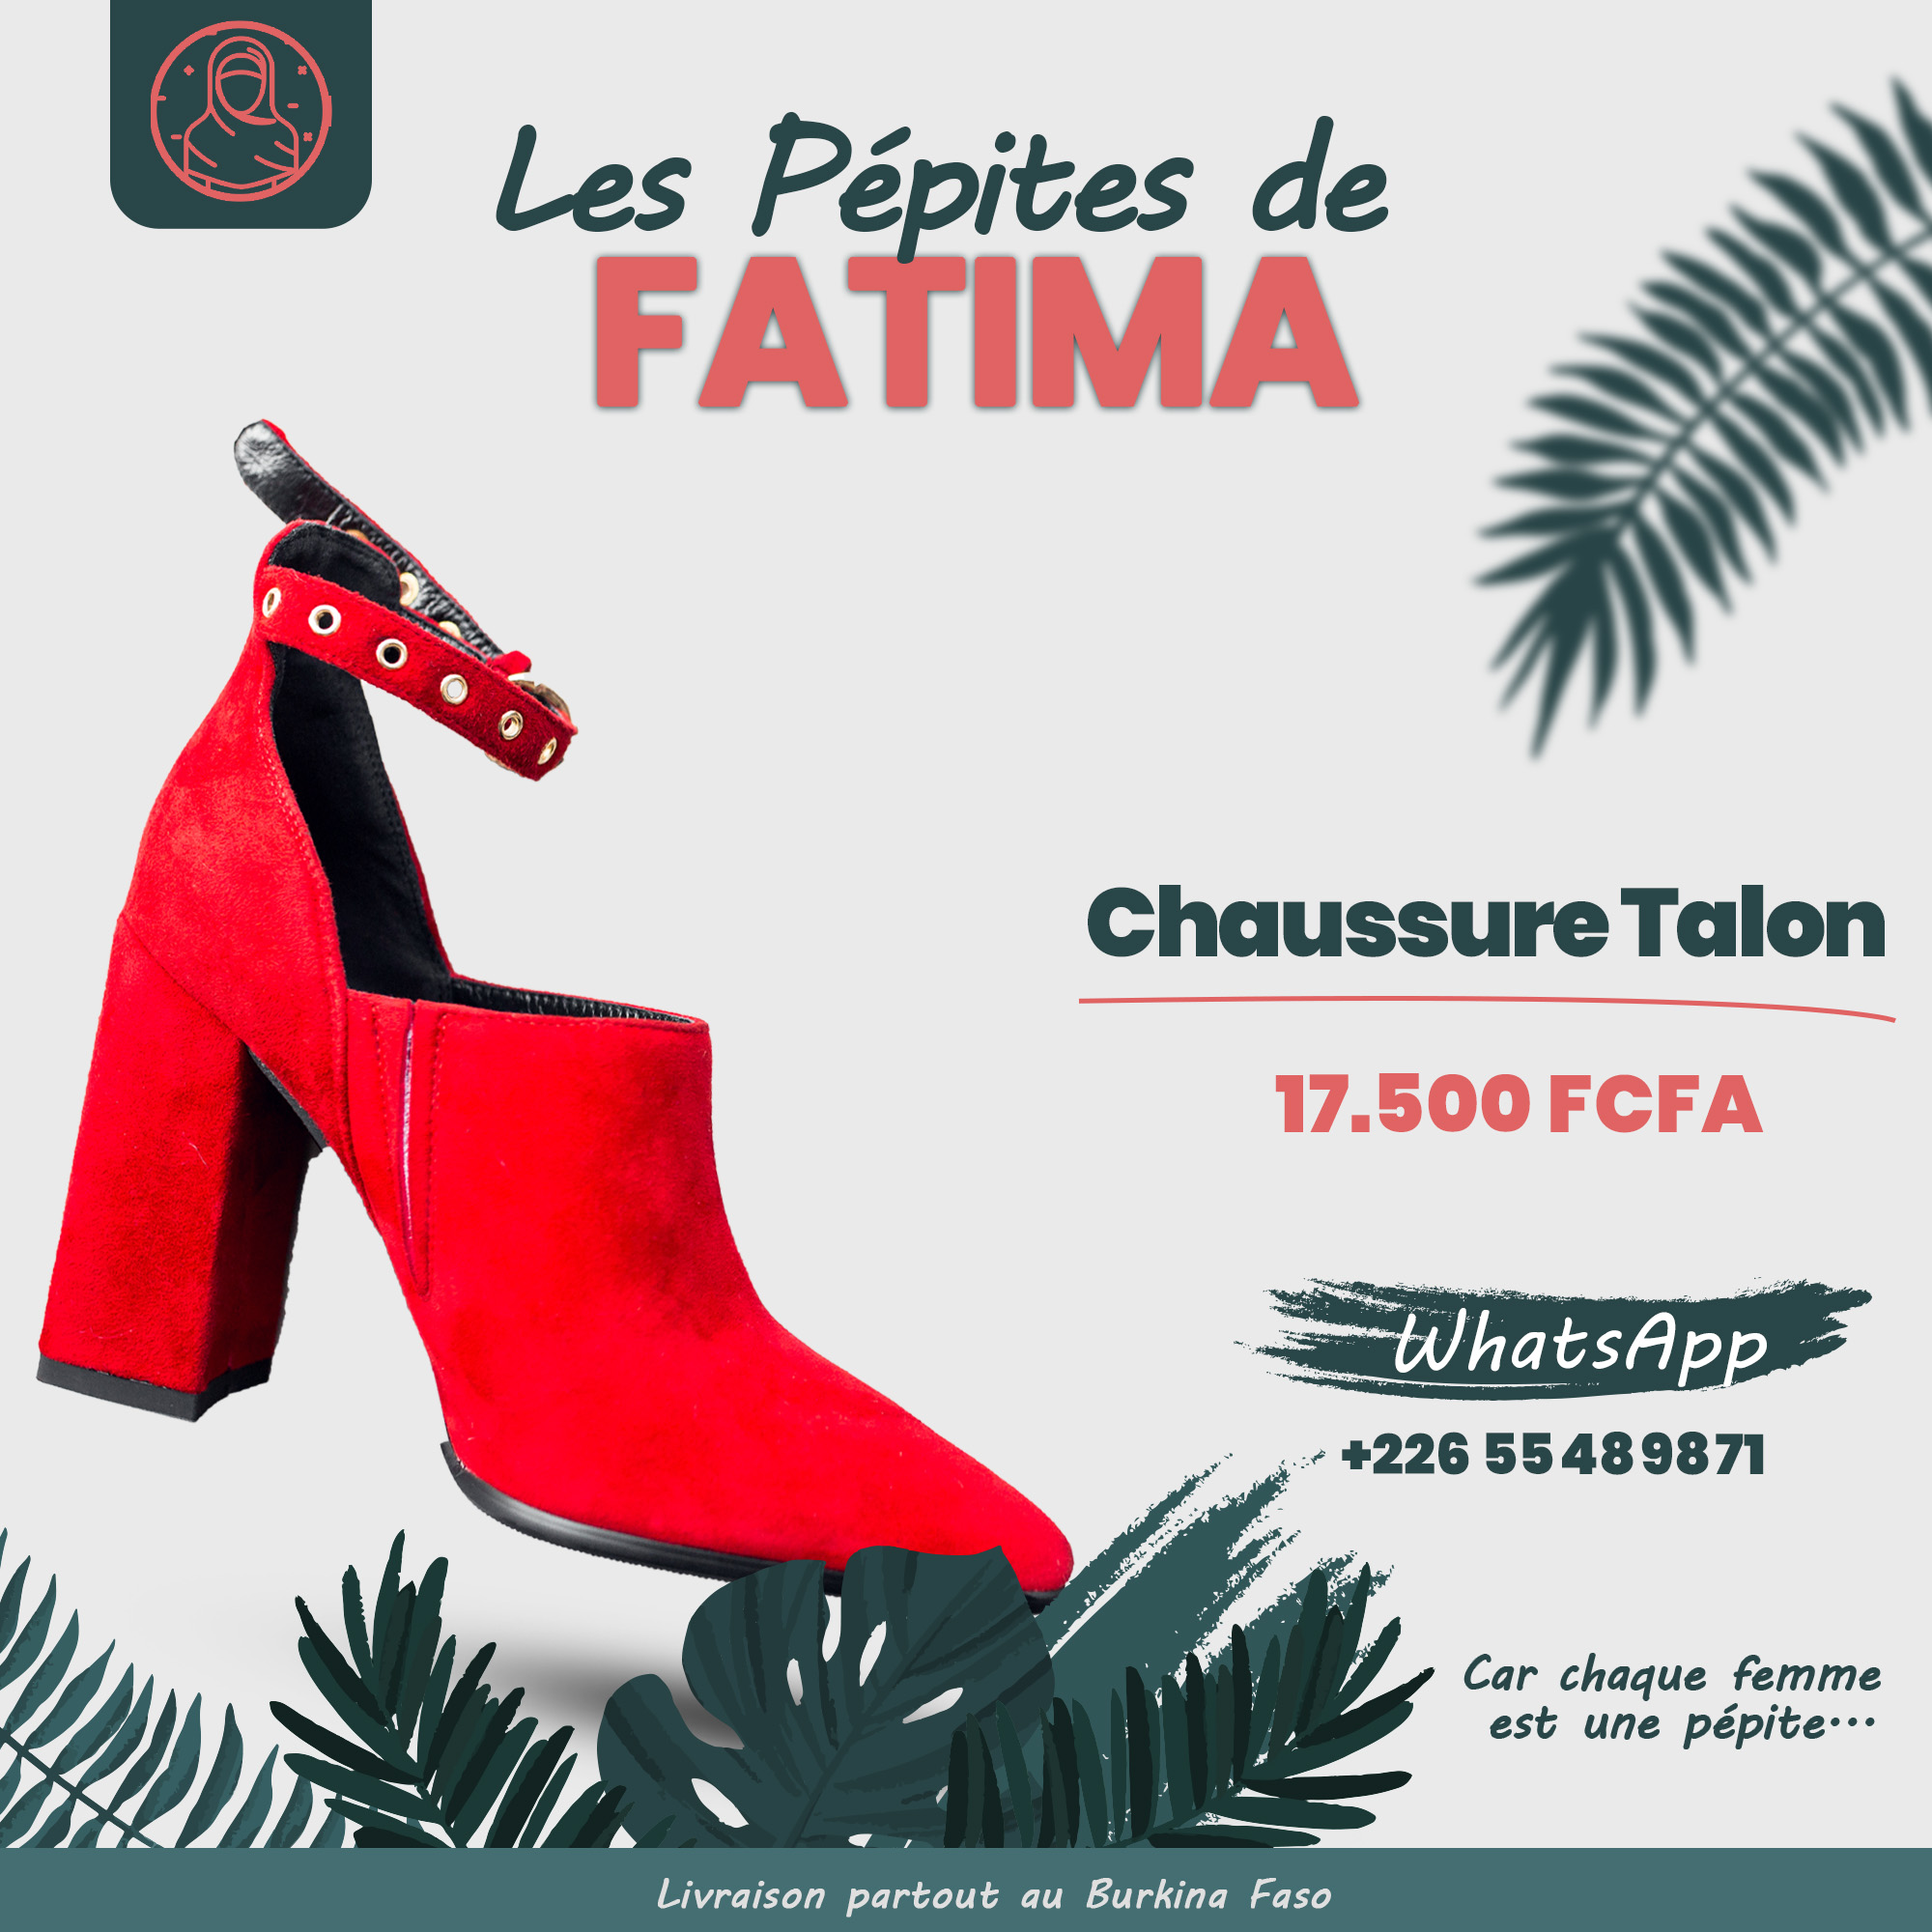 Les Pépites de
FATIMA
Chaussure Talon
17.500 FCFA
WhatsApp
+226 55 48 98 71
Car chaque femme
est une pépite...
Livraison partout au Burkina Faso